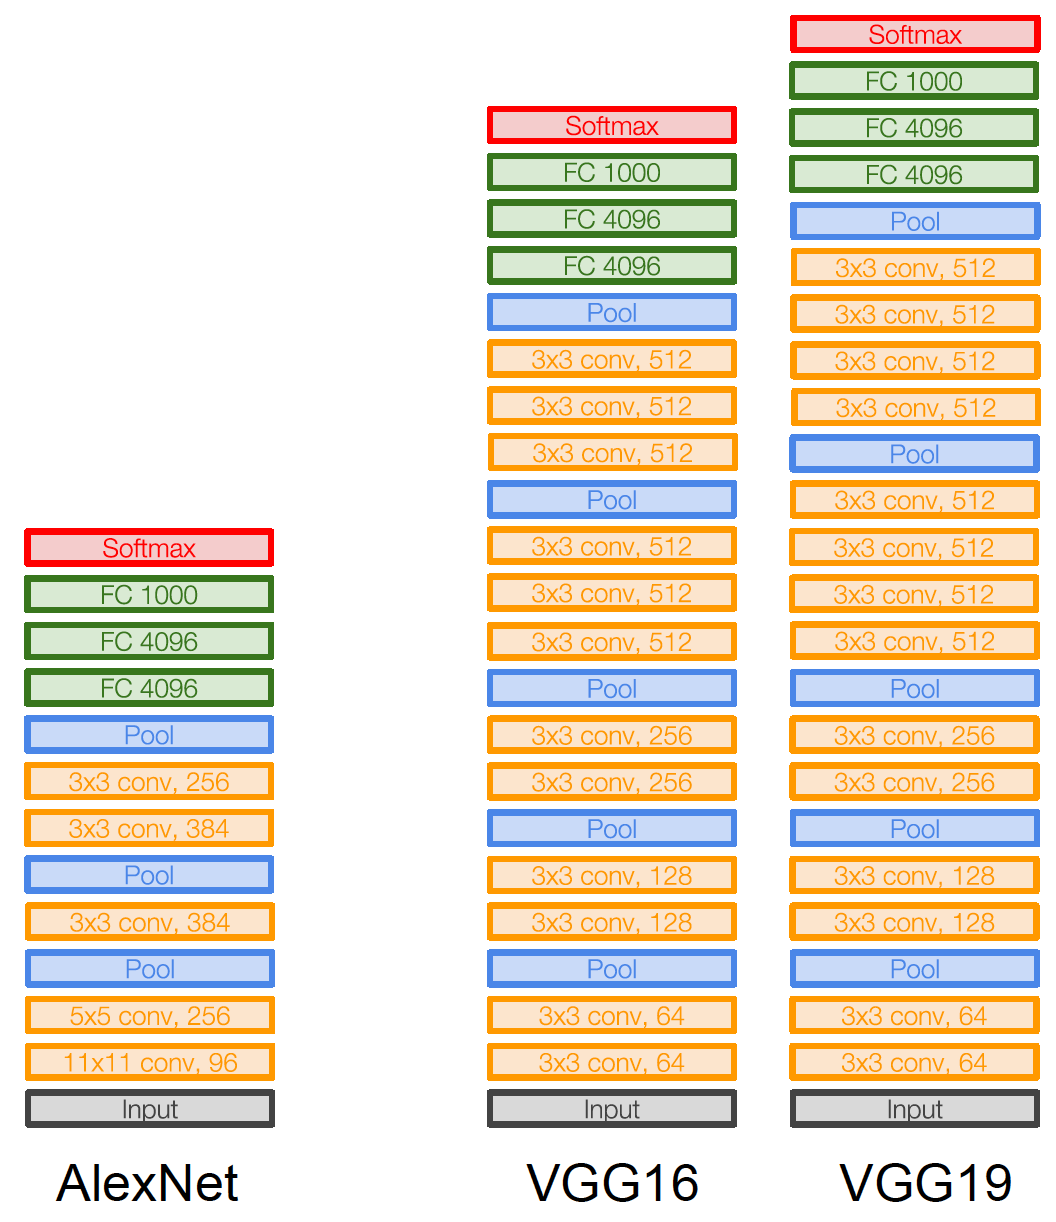 Softmax
FC 1000
FC 4096
FC 4096
Pool
3x3 conv, 256
3x3 conv, 384
Pool
3x3 conv, 384
Pool
5x5 conv, 256
11x11 conv, 96
Input
AlexNet
Softmax
FC 1000
FC 4096
FC 4096
Pool
3x3 conv, 512
3x3 conv, 512
3x3 conv, 512
Pool
3x3 conv, 512
3x3 conv, 512
3x3 conv, 512
Pool
3x3 conv, 256
3x3 conv, 256
Pool
3x3 conv, 128
3x3 conv, 128
Pool
3x3 conv, 64
3x3 conv, 64
Input
VGG16
Softmax
FC 1000
FC 4096
FC 4096
Pool
3x3 conv, 512
3x3 conv, 512
3x3 conv, 512
3x3 conv, 512
Pool
3x3 conv, 512
3x3 conv, 512
3x3 conv, 512
3x3 conv, 512
Pool
3x3 conv, 256
3x3 conv, 256
Pool
3x3 conv, 128
3x3 conv, 128
Pool
3x3 conv, 64
3x3 conv, 64
Input
VGG19